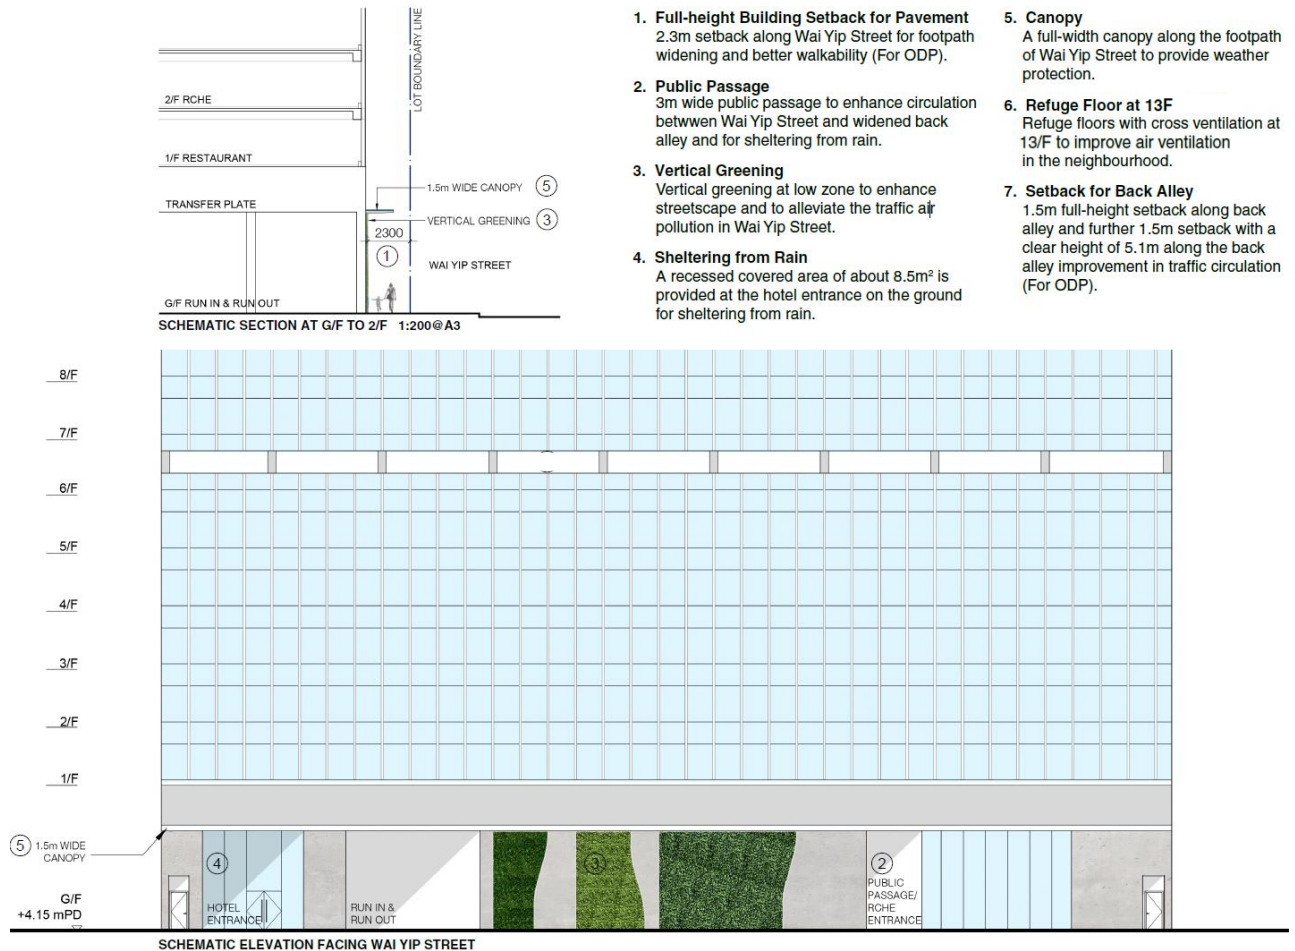 LOT BOUNDARY LINE
2/F RCHE
1/F RESTAURANT
TRANSFER PLATE
1.5m WIDE CANOPY 5
VERTICAL GREENING 3
2300
1
WAI YIP STREET
G/F RUN IN & RUN OUT
SCHEMATIC SECTION AT G/F TO 2/F 1:200@A3
1. Full-height Building Setback for Pavement
2.3m setback along Wai Yip Street for footpath
widening and better walkability (For ODP).
2. Public Passage
3m wide public passage to enhance circulation
betwwen Wai Yip Street and widened back
alley and for sheltering from rain.
3. Vertical Greening
Vertical greening at low zone to enhance
streetscape and to alleviate the traffic air
pollution in Wai Yip Street.
4. Sheltering from Rain
A recessed covered area of about 8.5m² is
provided at the hotel entrance on the ground
for sheltering from rain.
5. Canopy
A full-width canopy along the footpath
of Wai Yip Street to provide weather
protection.
6. Refuge Floor at 13F
Refuge floors with cross ventilation at
13/F to improve air ventilation
in the neighbourhood.
7. Setback for Back Alley
1.5m full-height setback along back
alley and further 1.5m setback with a
clear height of 5.1m along the back
alley improvement in traffic circulation
(For ODP).
8/F
7/F
6/F
5/F
4/F
3/F
2/F
1/F
5 1.5m WIDE
CANOPY
G/F
+4.15 mPD
4
HOTEL
ENTRANCE
RUN IN &
RUN OUT
3
2
PUBLIC
PASSAGE/
RCHE
ENTRANCE
SCHEMATIC ELEVATION FACING WAI YIP STREET